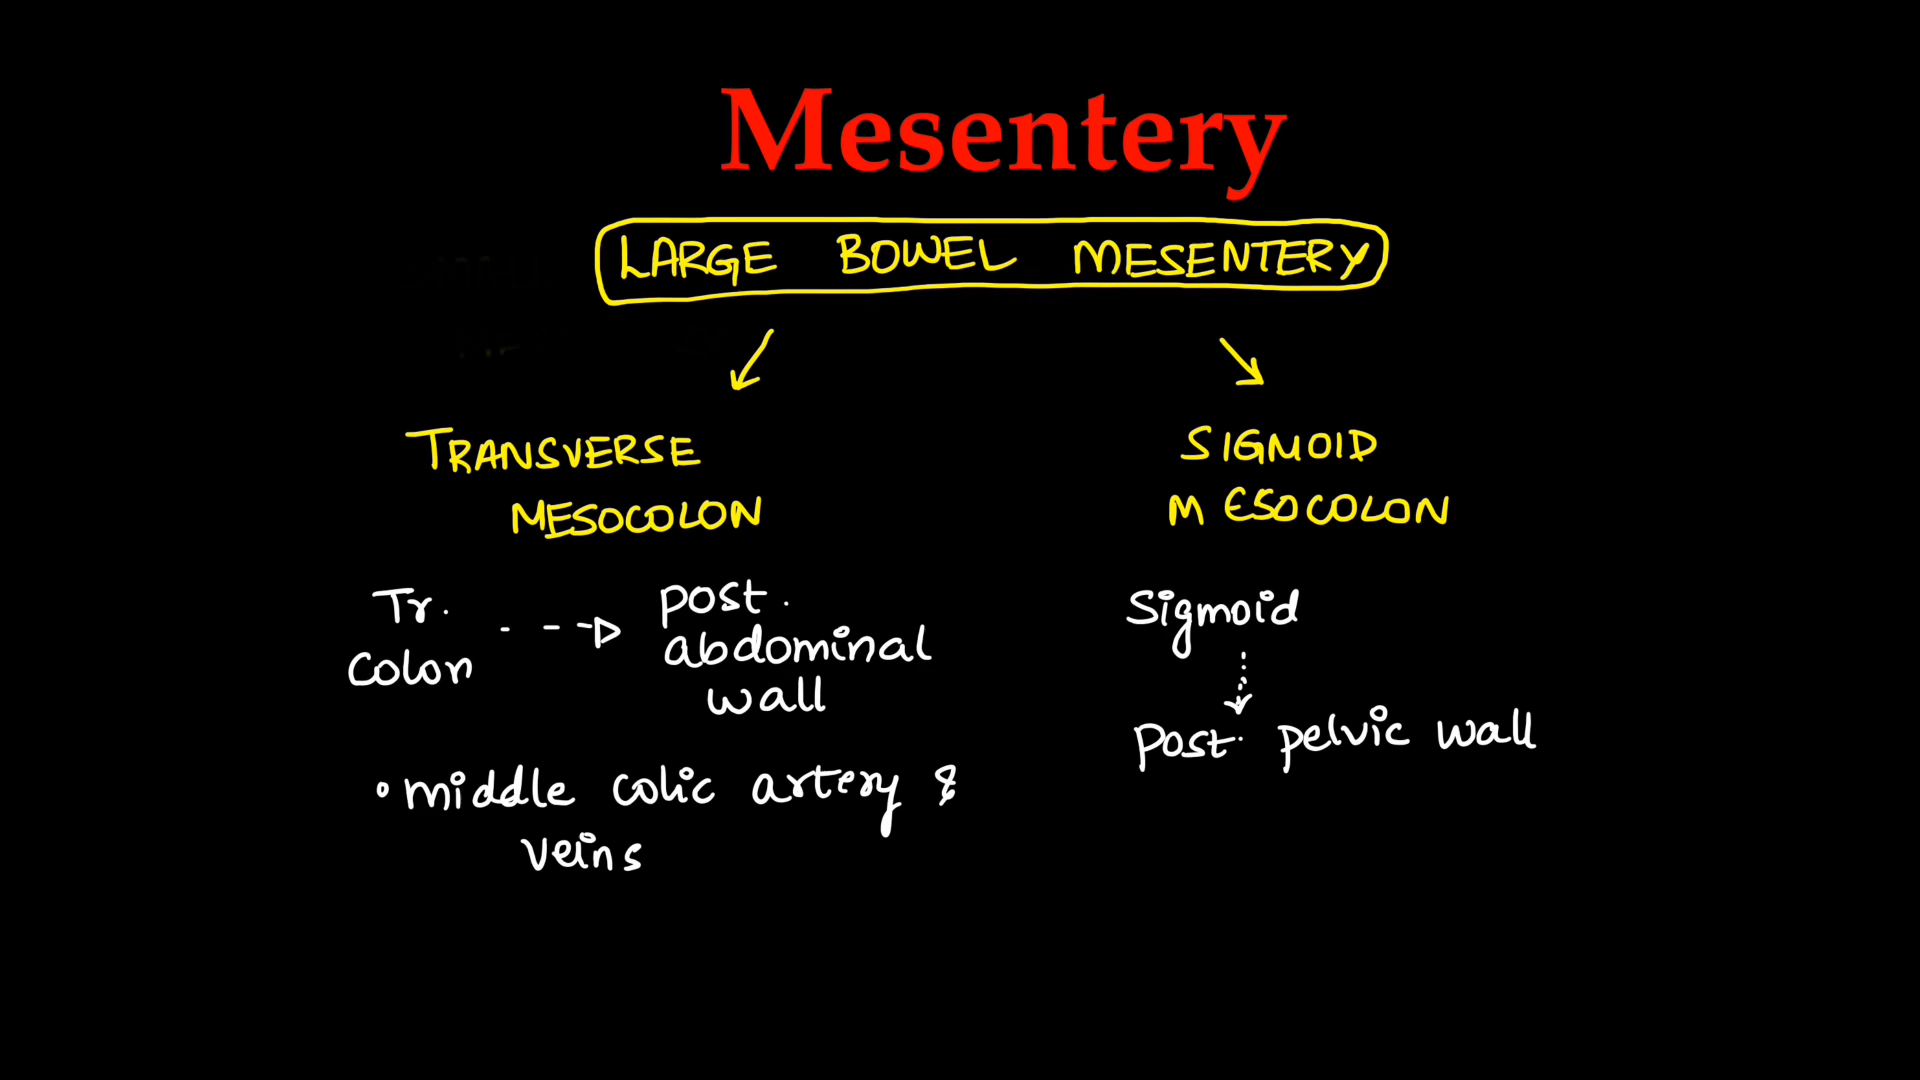 Mesentery
LARGE BOWEL MESENTERY
TRANSVERSE
MESOCOLON
Tr.
Colon
post.
abdominal
wall
• middle colic artery &
veins
SIGMOID
MESOCOLON
Sigmoid
Post. pelvic wall